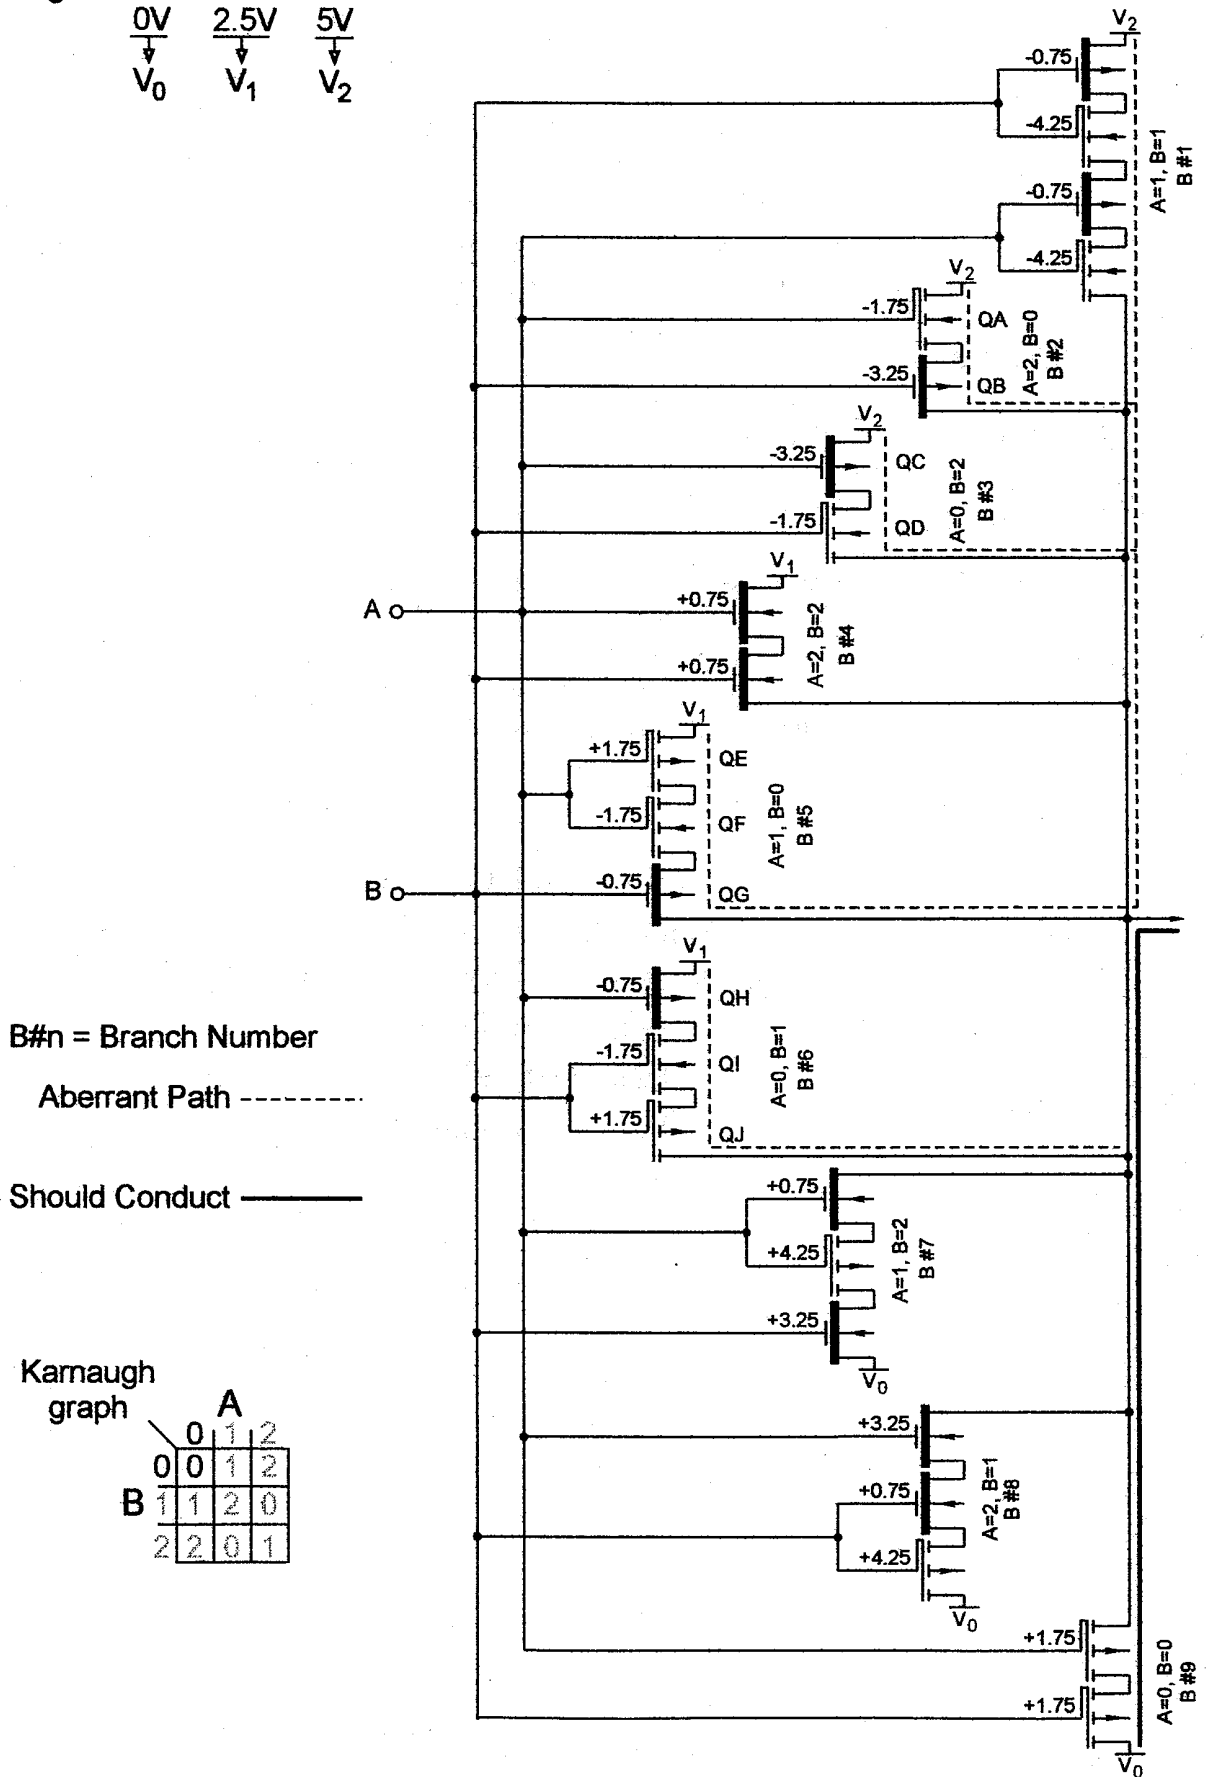 0V 2.5V 5V
V0 V1 V2
V2
-0.75
-4.25
-0.75
-4.25
A=1, B=1
B #1
V2
-1.75
QA
-3.25
QB
A=2, B=0
B #2
V2
-3.25
QC
-1.75
QD
A=0, B=2
B #3
V1
A
+0.75
+0.75
A=2, B=2
B #4
V1
+1.75
QE
-1.75
QF
A=1, B=0
B #5
B
-0.75
QG
V1
-0.75
QH
-1.75
QI
+1.75
QJ
A=0, B=1
B #6
B#n = Branch Number
Aberrant Path
Should Conduct
+0.75
+4.25
+3.25
A=1, B=2
B #7
V0
+3.25
+0.75
+4.25
A=2, B=1
B #8
V0
Karnaugh
graph
A
0 1 2
0 0 1 2
B 1 1 2 0
2 2 0 1
+1.75
+1.75
A=0, B=0
B #9
V0